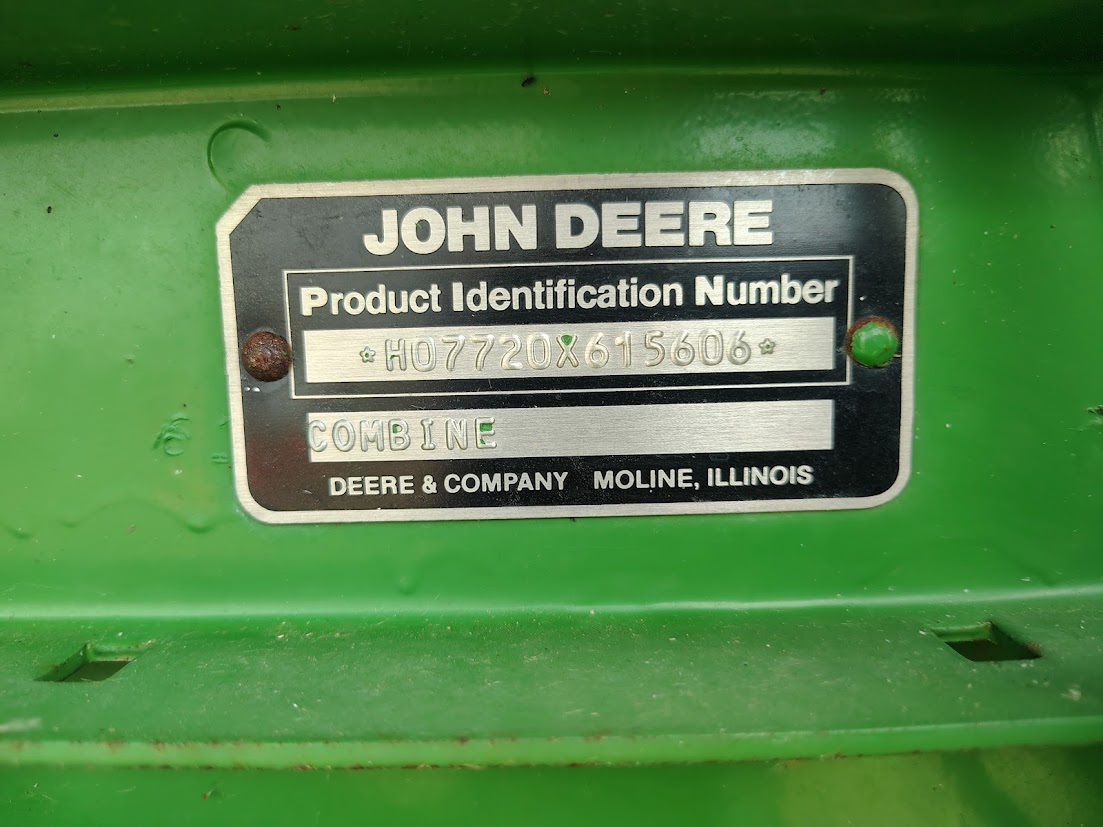 JOHN DEERE
Product Identification Number
*H07720X615606*
COMBINE
DEERE & COMPANY MOLINE, ILLINOIS